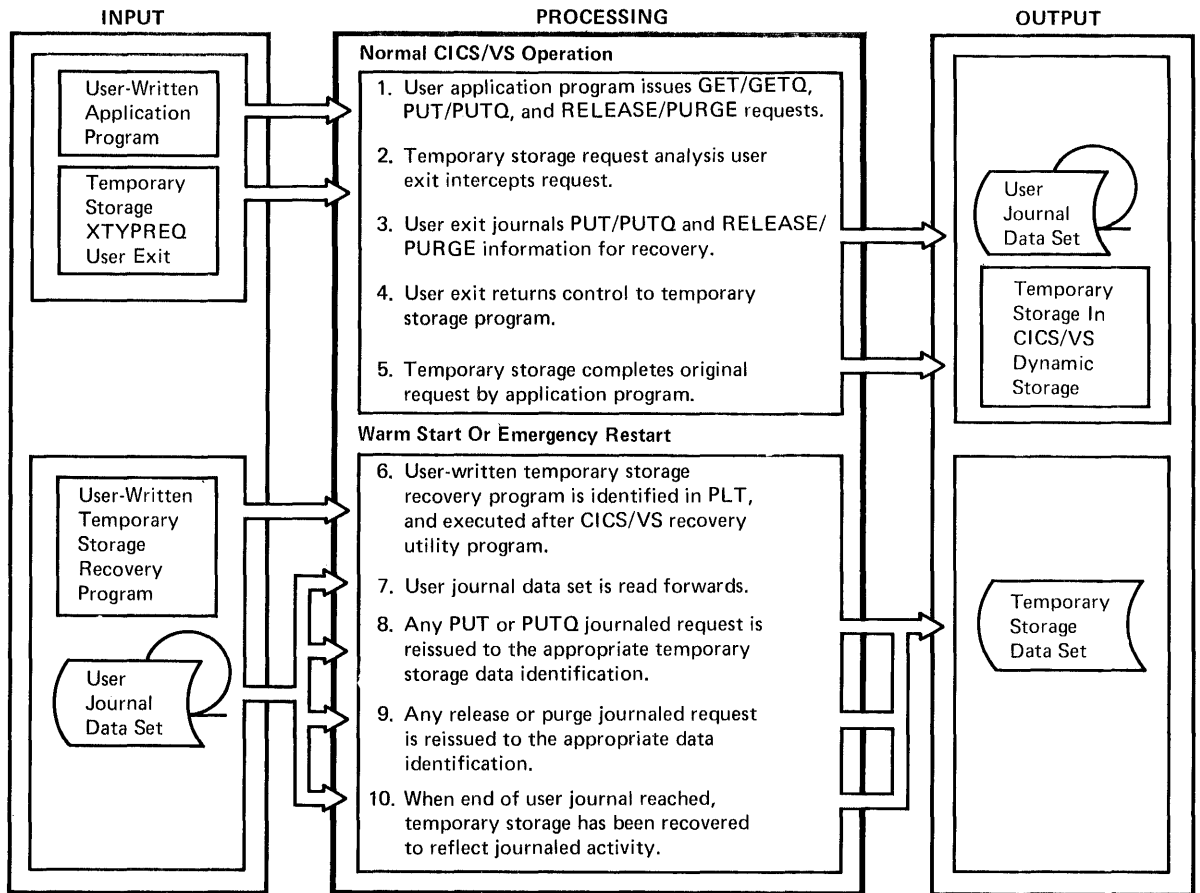 INPUT
PROCESSING
OUTPUT
User-Written
Application
Program
Temporary
Storage
XTYPREQ
User Exit
Normal CICS/VS Operation
1. User application program issues GET/GETQ,
PUT/PUTQ, and RELEASE/PURGE requests.
2. Temporary storage request analysis user
exit intercepts request.
3. User exit journals PUT/PUTQ and RELEASE/
PURGE information for recovery.
4. User exit returns control to temporary
storage program.
5. Temporary storage completes original
request by application program.
User
Journal
Data Set
Temporary
Storage In
CICS/VS
Dynamic
Storage
Warm Start Or Emergency Restart
User-Written
Temporary
Storage
Recovery
Program
User
Journal
Data Set
6. User-written temporary storage
recovery program is identified in PLT,
and executed after CICS/VS recovery
utility program.
7. User journal data set is read forwards.
8. Any PUT or PUTQ journaled request is
reissued to the appropriate temporary
storage data identification.
9. Any release or purge journaled request
is reissued to the appropriate data
identification.
10. When end of user journal reached,
temporary storage has been recovered
to reflect journaled activity.
Temporary
Storage
Data Set